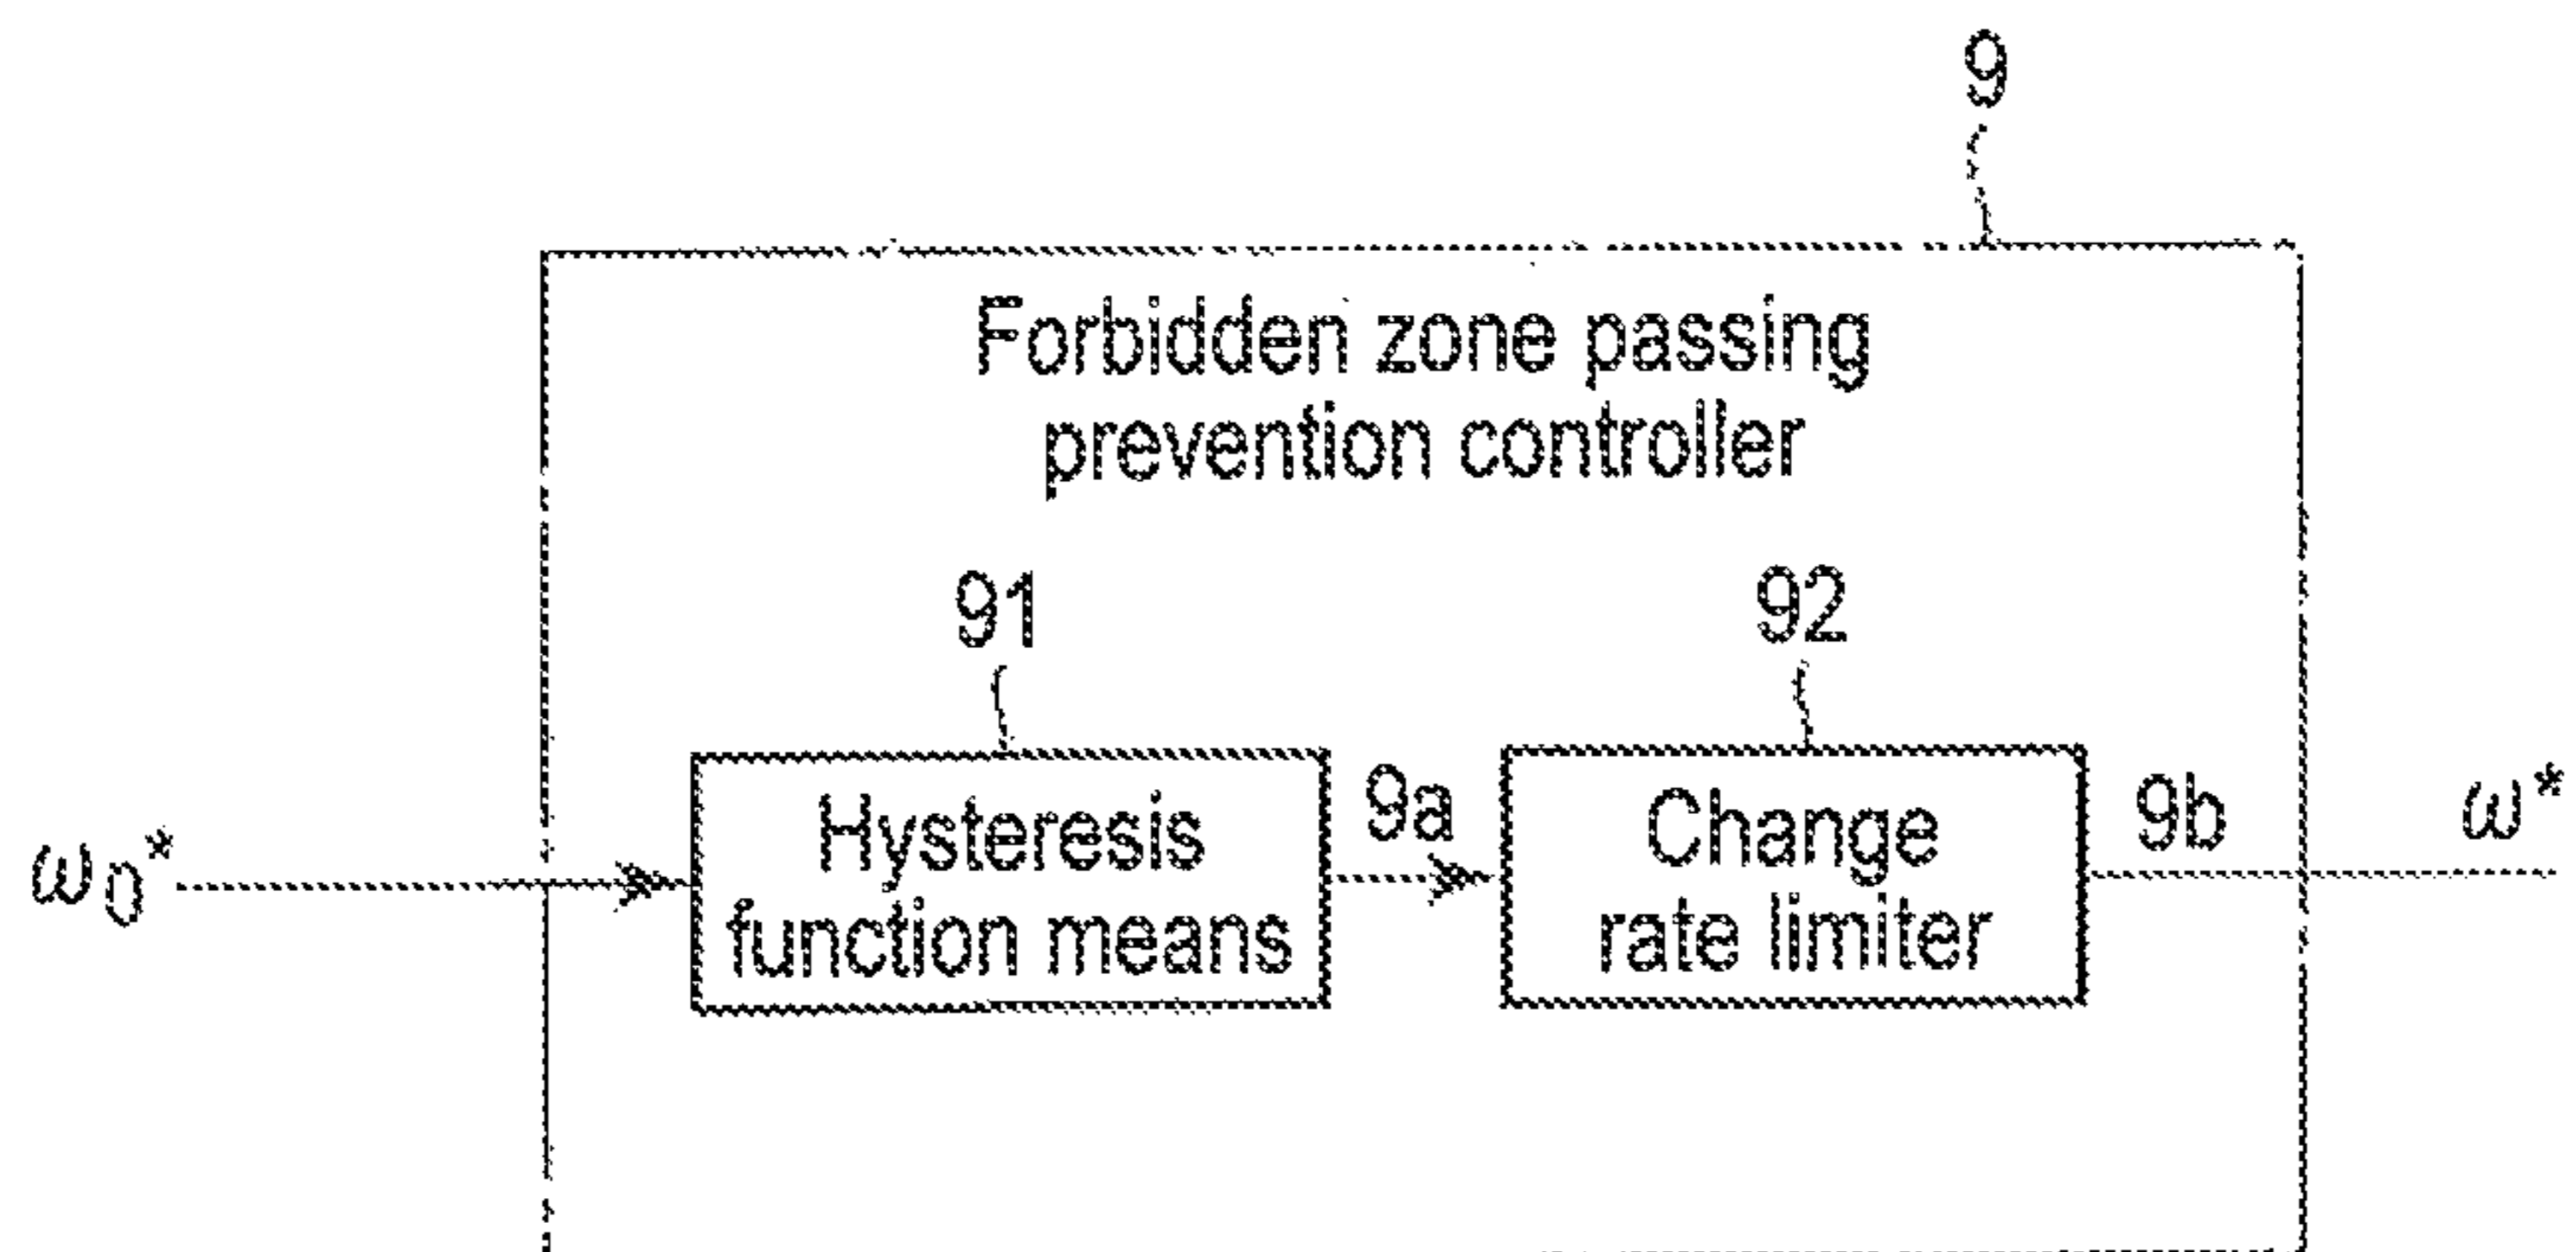 9
Forbidden zone passing
prevention controller
91
92
Hysteresis
function means
9a
Change
rate limiter
9b
ω₀*
ω*